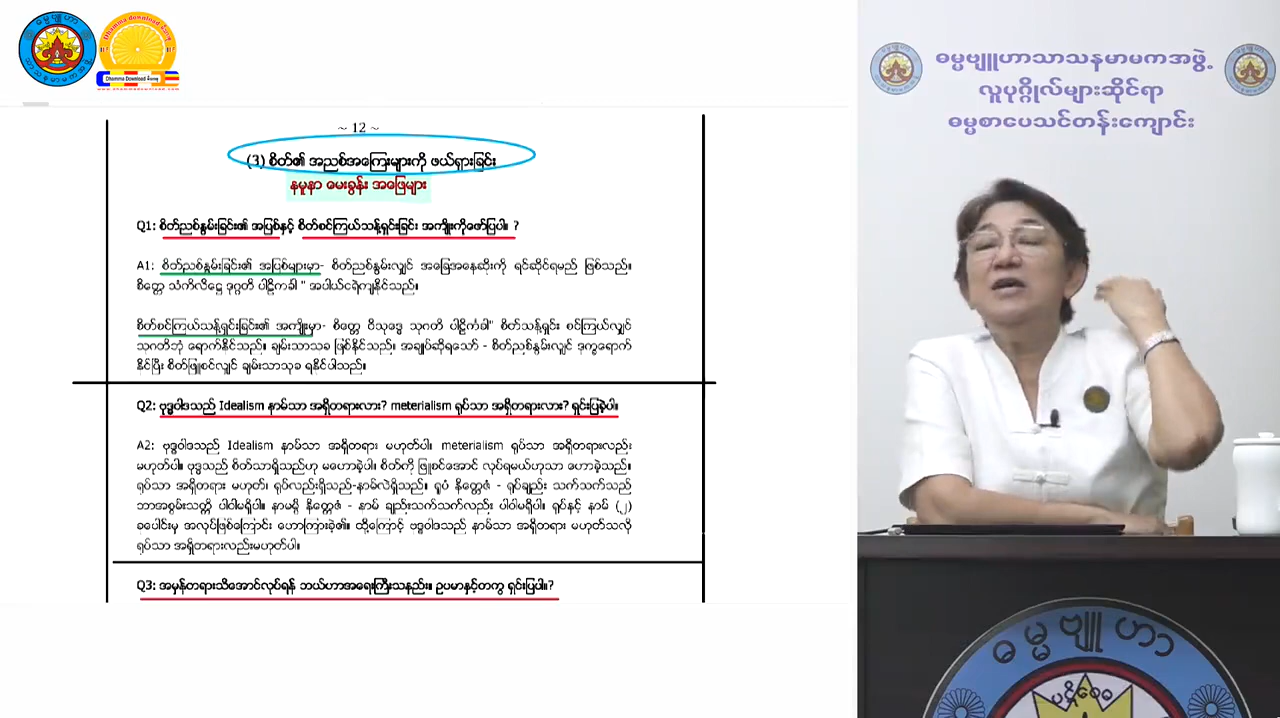 ဓမ္မဗျူဟာ
Dhamma download
Dhamma Download
~ 12 ~
(3) စိတ်၏ အညစ်အကြေးများကို ဖယ်ရှားခြင်း
နမူနာ မေးခွန်း အဖြေများ
Q1: စိတ်ညစ်နွမ်းခြင်း၏ အပြစ်နှင့် စိတ်စင်ကြယ်သန့်ရှင်းခြင်း အကျိုးကိုဖော်ပြပါ။ ?
A1: စိတ်ညစ်နွမ်းခြင်း၏ အပြစ်များမှာ- စိတ်ညစ်နွမ်းလျှင် အခြေအနေဆိုးကို ရင်ဆိုင်ရမည် ဖြစ်သည်။
စိတ္တေ သံကိလိဋ္ဌေ ဒုဂ္ဂတိ ပါဋိကင်္ခါ " အပါယ်ငရဲကျနိုင်သည်။
စိတ်စင်ကြယ်သန့်ရှင်းခြင်း၏ အကျိုးမှာ- စိတ္တေ ဝိသုဒ္ဓေ သုဂတိ ပါဋိကင်္ခါ" စိတ်သန့်ရှင်း စင်ကြယ်လျှင်
သုဂတိဘုံ ရောက်နိုင်သည်။ ချမ်းသာသခ ဖြစ်နိုင်သည်။ အချုပ်ဆိုရသော် - စိတ်ညစ်နွမ်းလျှင် ဒုက္ခရောက်
နိုင်ပြီး စိတ်ဖြူစင်လျှင် ချမ်းသာသုခ ရနိုင်ပါသည်။
Q2: ဗုဒ္ဓဝါဒသည် Idealism နာမ်သာ အရှိတရားလား? meterialism ရုပ်သာ အရှိတရားလား? ရှင်းပြခဲ့ပါ။
A2: ဗုဒ္ဓဝါဒသည် Idealism နာမ်သာ အရှိတရား မဟုတ်ပါ။ meterialism ရုပ်သာ အရှိတရားလည်း
မဟုတ်ပါ။ ဗုဒ္ဓသည် စိတ်သာရှိသည်ဟု မဟောခဲ့ပါ။ စိတ်ကို ဖြူစင်အောင် လုပ်ရမယ်ဟုသာ ဟောခဲ့သည်။
ရုပ်သာ အရှိတရား မဟုတ်၊ ရုပ်လည်းရှိသည်-နာမ်လဲရှိသည်။ ရူပံ နိတ္တေဇံ - ရုပ်ချည်း သက်သက်သည်
ဘာအစွမ်းသတ္တိ ပါဝါမရှိပါ။ နာမမ္ပိ နိတ္တေဇံ - နာမ် ချည်းသက်သက်လည်း ပါဝါမရှိပါ။ ရုပ်နှင့် နာမ် (၂)
ခပေါင်းမှ အလုပ်ဖြစ်ကြောင်း ဟောကြားခဲ့၏။ ထို့ကြောင့် ဗုဒ္ဓဝါဒသည် နာမ်သာ အရှိတရား မဟုတ်သလို
ရုပ်သာ အရှိတရားလည်းမဟုတ်ပါ။
Q3: အမှန်တရားသိအောင်လုပ်ရန် ဘယ်ဟာအရေးကြီးသနည်း။ ဥပမာနှင့်တကွ ရှင်းပြပါ။?
ဓမ္မဗျူဟာသာသနမာမကအဖွဲ့
လူပုဂ္ဂိုလ်များဆိုင်ရာ
ဓမ္မစာပေသင်တန်းကျောင်း
ဓမ္မဗျူဟာ